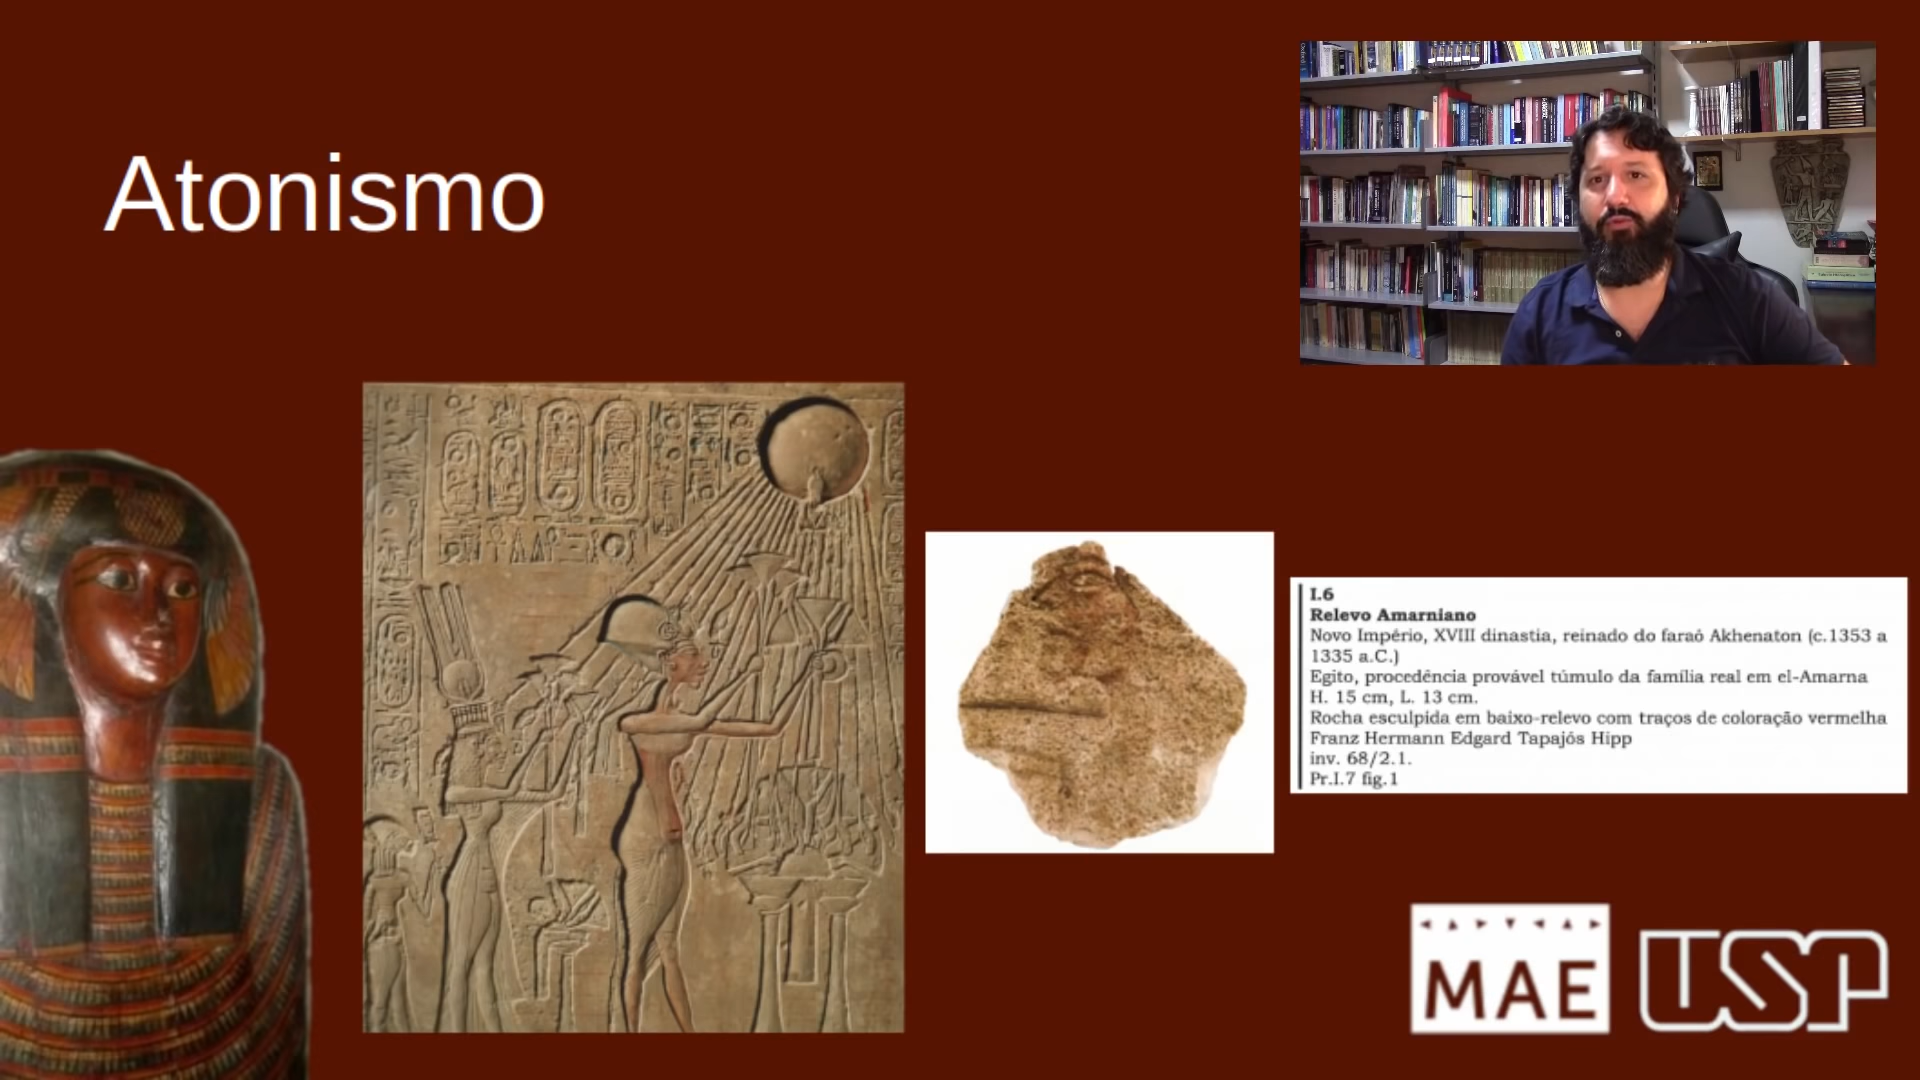 Atonismo
I.6
Relevo Amarniano
Novo Império, XVIII dinastia, reinado do faraó Akhenaton (c.1353 a
1335 a.C.)
Egito, procedência provável túmulo da família real em el-Amarna
H. 15 cm, L. 13 cm.
Rocha esculpida em baixo-relevo com traços de coloração vermelha
Franz Hermann Edgard Tapajós Hipp
inv. 68/2.1.
Pr.I.7 fig.1
MAE
USP